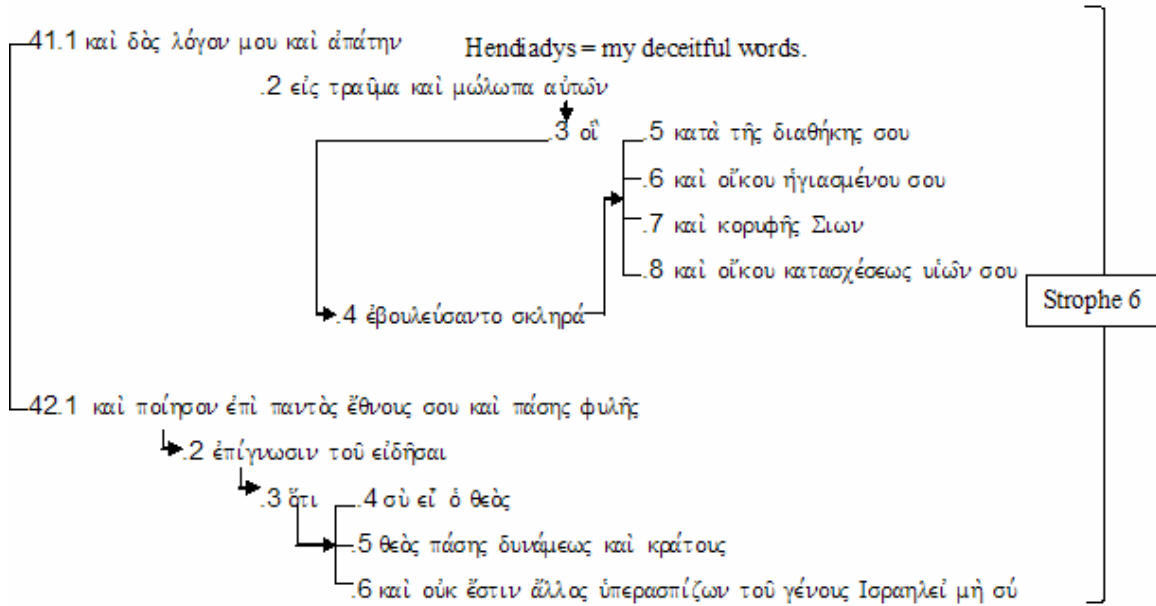 41.1 καὶ δὸς λόγον μου καὶ ἀπάτην
Hendiadys = my deceitful words.
.2 εἰς τραῦμα καὶ μώλωπα αὐτῶν
.3 οἳ
.5 κατὰ τῆς διαθήκης σου
.6 καὶ οἴκου ἡγιασμένου σου
.7 καὶ κορυφῆς Σιων
.8 καὶ οἴκου κατασχέσεως υἱῶν σου
Strophe 6
.4 ἐβουλεύσαντο σκληρά
42.1 καὶ ποίησον ἐπὶ παντὸς ἔθνους σου καὶ πάσης φυλῆς
.2 ἐπίγνωσιν τοῦ εἰδῆσαι
.3 ὅτι
.4 σὺ εἶ ὁ θεὸς
.5 θεὸς πάσης δυνάμεως καὶ κράτους
.6 καὶ οὐκ ἔστιν ἄλλος ὑπερασπίζων τοῦ γένους Ισραηλεὶ μὴ σύ